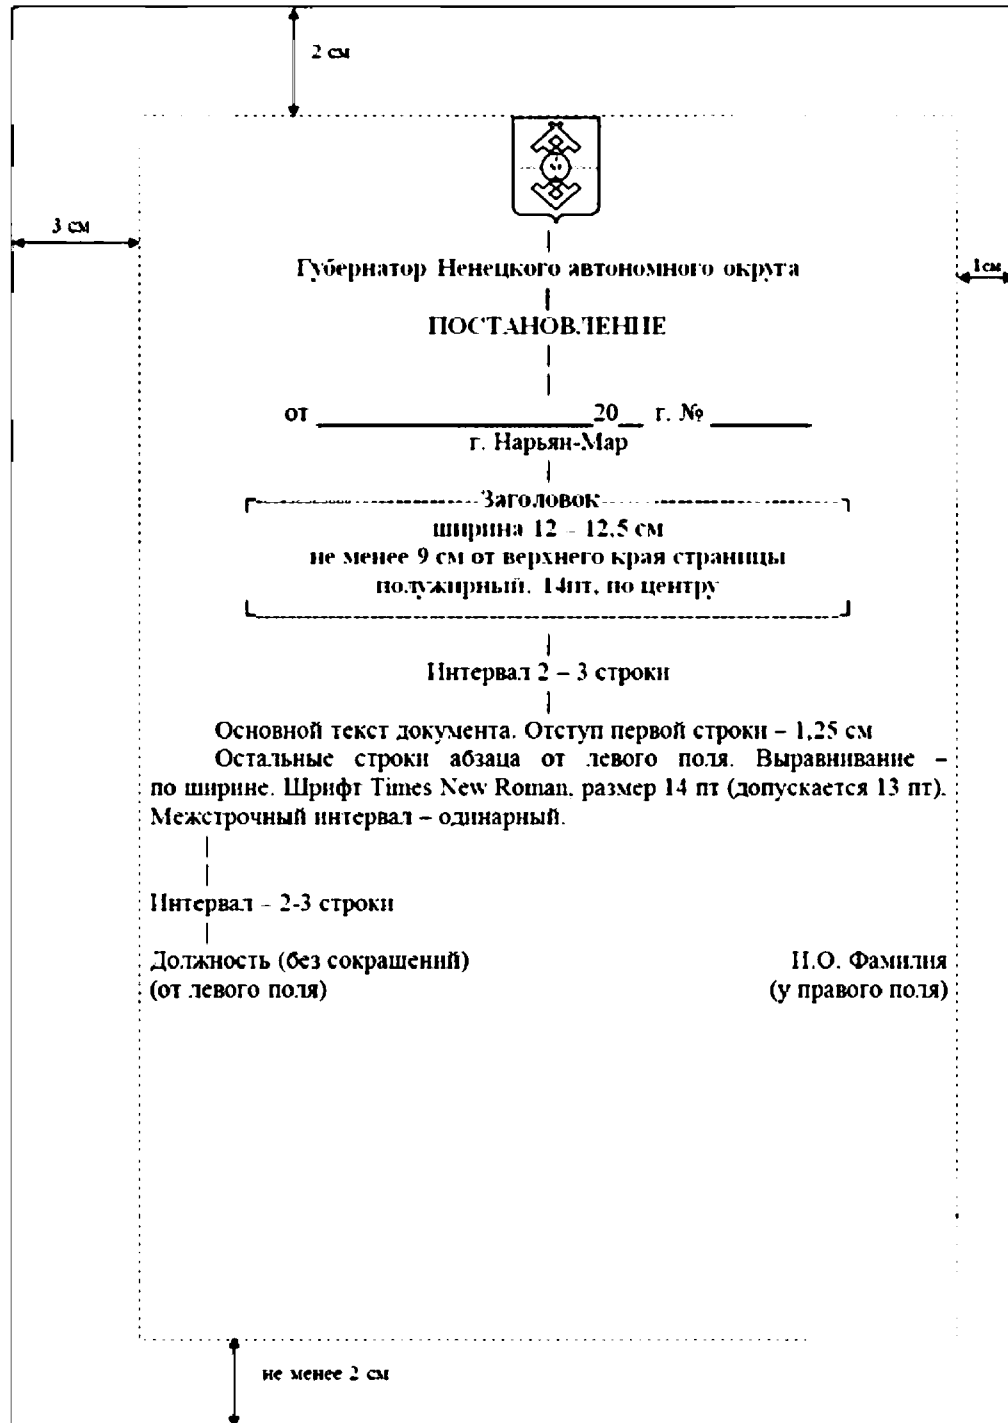 2 см
3 см
Губернатор Ненецкого автономного округа
1см
ПОСТАНОВЛЕНИЕ
от ____________________20__ г. № ________
г. Нарьян-Мар
Заголовок
ширина 12 – 12,5 см
не менее 9 см от верхнего края страницы
полужирный, 14пт, по центру
Интервал 2 – 3 строки
Основной текст документа. Отступ первой строки – 1,25 см
Остальные строки абзаца от левого поля. Выравнивание –
по ширине. Шрифт Times New Roman, размер 14 пт (допускается 13 пт).
Межстрочный интервал – одинарный.
Интервал – 2-3 строки
Должность (без сокращений) И.О. Фамилия
(от левого поля) (у правого поля)
не менее 2 см